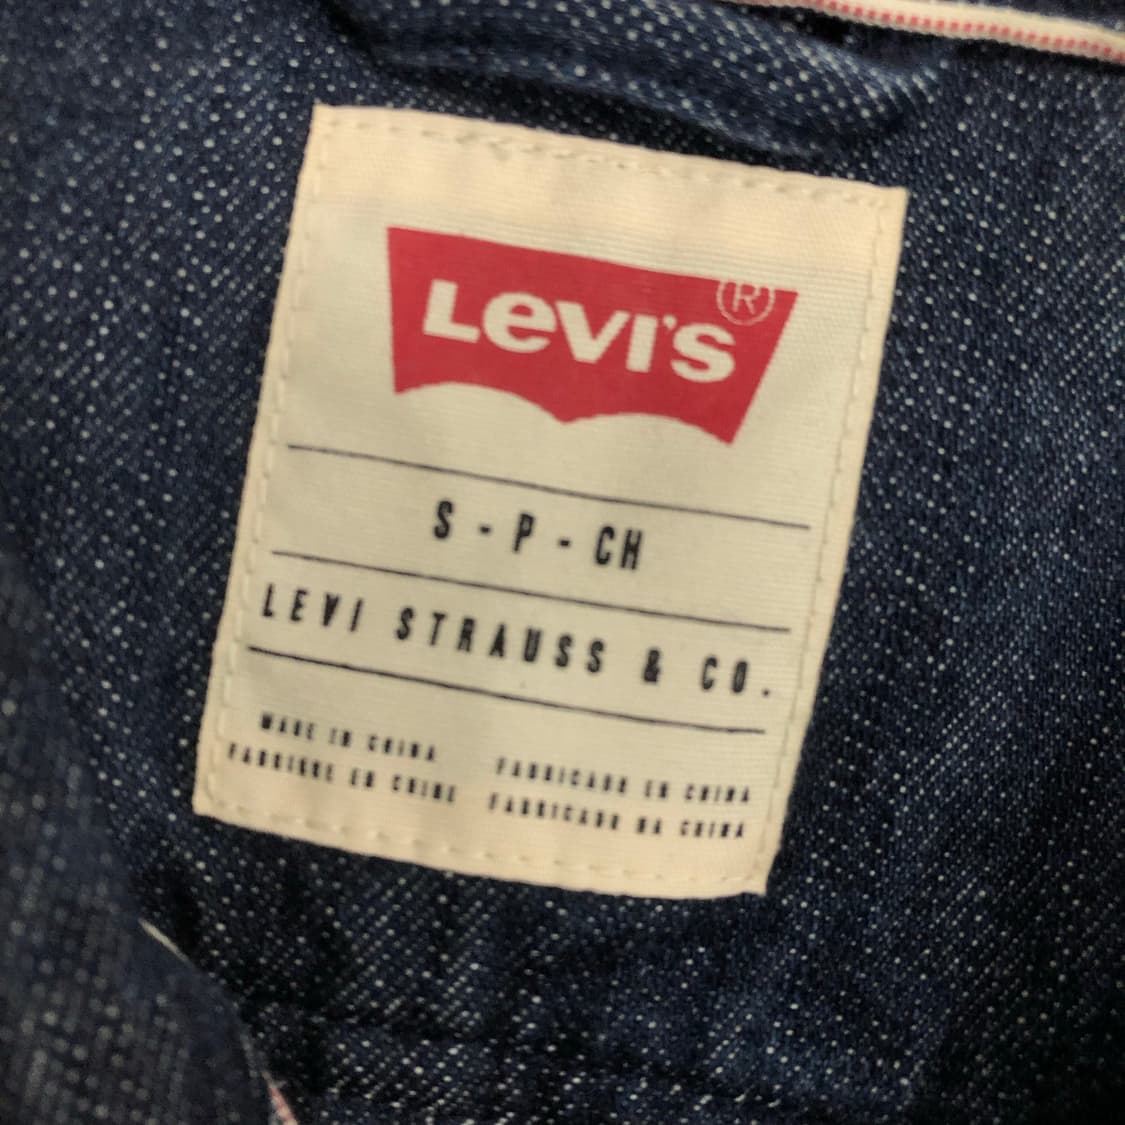 LEVI'S®
S - P - CH
LEVI STRAUSS & CO.
MADE IN CHINA
FABRIQUE EN CHINE
FABRICADO EN CHINA
FABRICADO NA CHINA